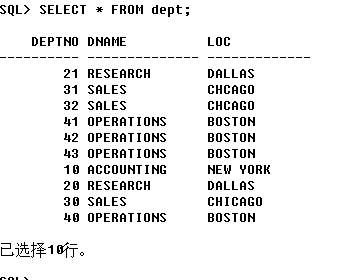 SQL> SELECT * FROM dept;
DEPTNO DNAME LOC
---------- -------------- -------------
21 RESEARCH DALLAS
31 SALES CHCAGO
32 SALES CHCAGO
41 OPERATIONS BOSTON
42 OPERATIONS BOSTON
43 OPERATIONS BOSTON
10 ACCOUNTING NEW YORK
20 RESEARCH DALLAS
30 SALES CHICAGO
40 OPERATIONS BOSTON
已选择10行。
SQL>